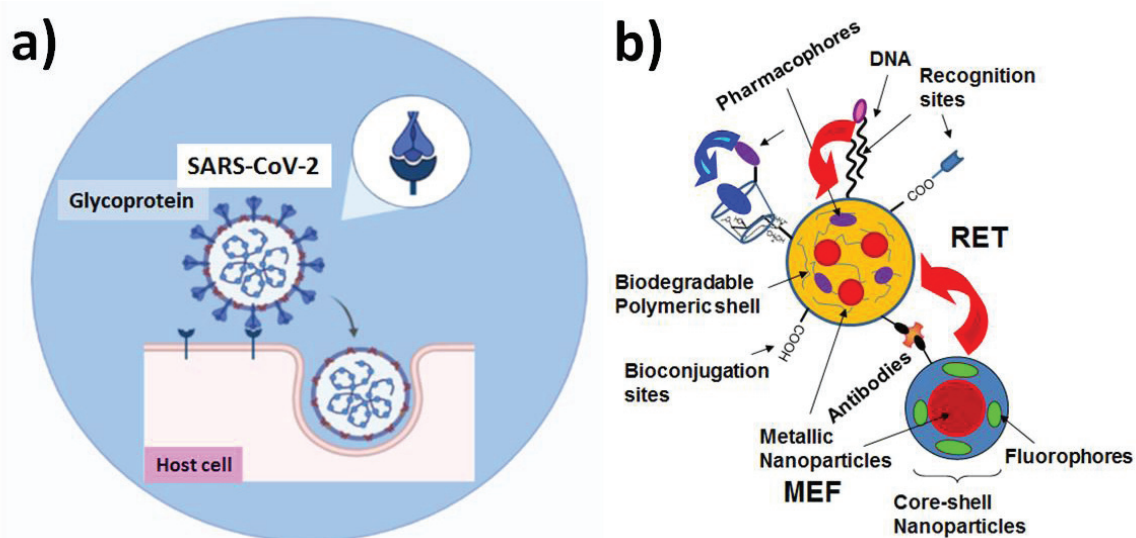 a)
SARS-CoV-2
Glycoprotein
Host cell
b)
Pharmacophores
DNA
Recognition
sites
COO
RET
Biodegradable
Polymeric shell
COOH
Bioconjugation
sites
Antibodies
Metallic
Nanoparticles
MEF
Fluorophores
Core-shell
Nanoparticles